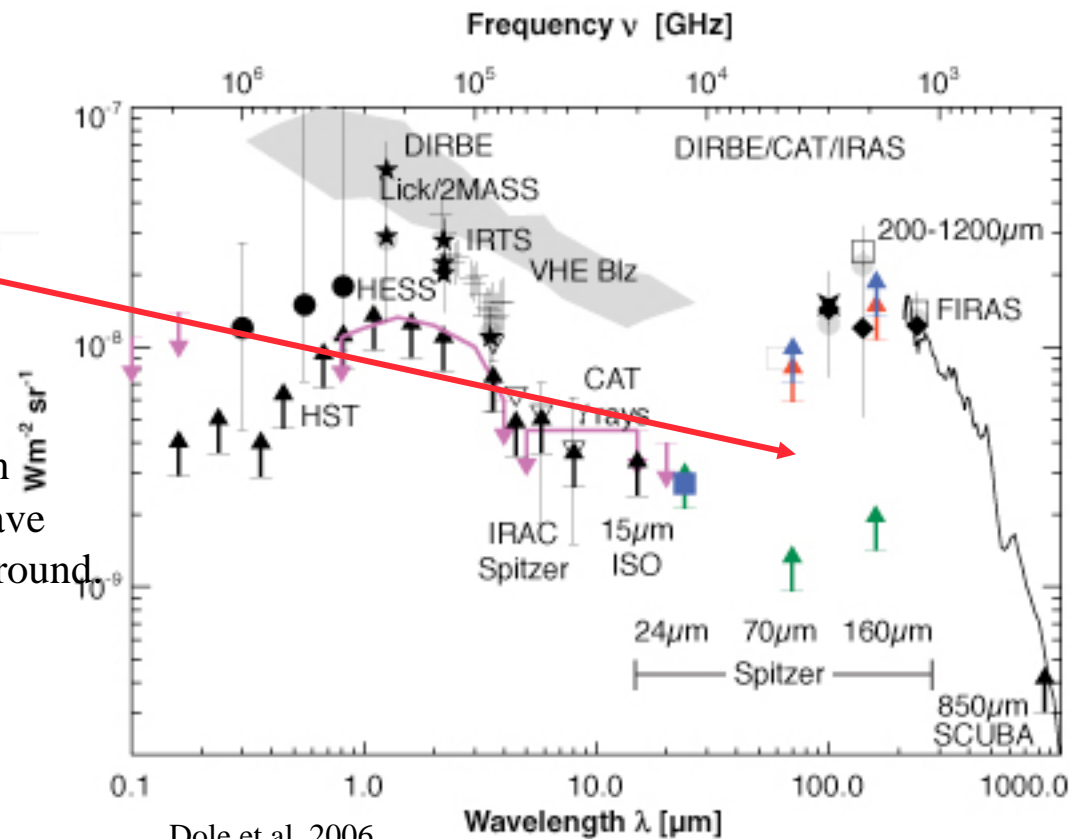 Frequency ν [GHz]
10⁶ 10⁵ 10⁴ 10³
10⁻⁷
DIRBE
DIRBE/CAT/IRAS
Lick/2MASS
200-1200µm
IRTS
VHE Blz
HESS
FIRAS
10⁻⁸
CAT
γ rays
HST
Wm⁻² sr⁻¹
ave
round.
IRAC
Spitzer
15µm
ISO
10⁻⁹
24µm 70µm 160µm
Spitzer
850µm
SCUBA
0.1 1.0 10.0 100.0 1000.0
Wavelength λ [µm]
Dole et al. 2006